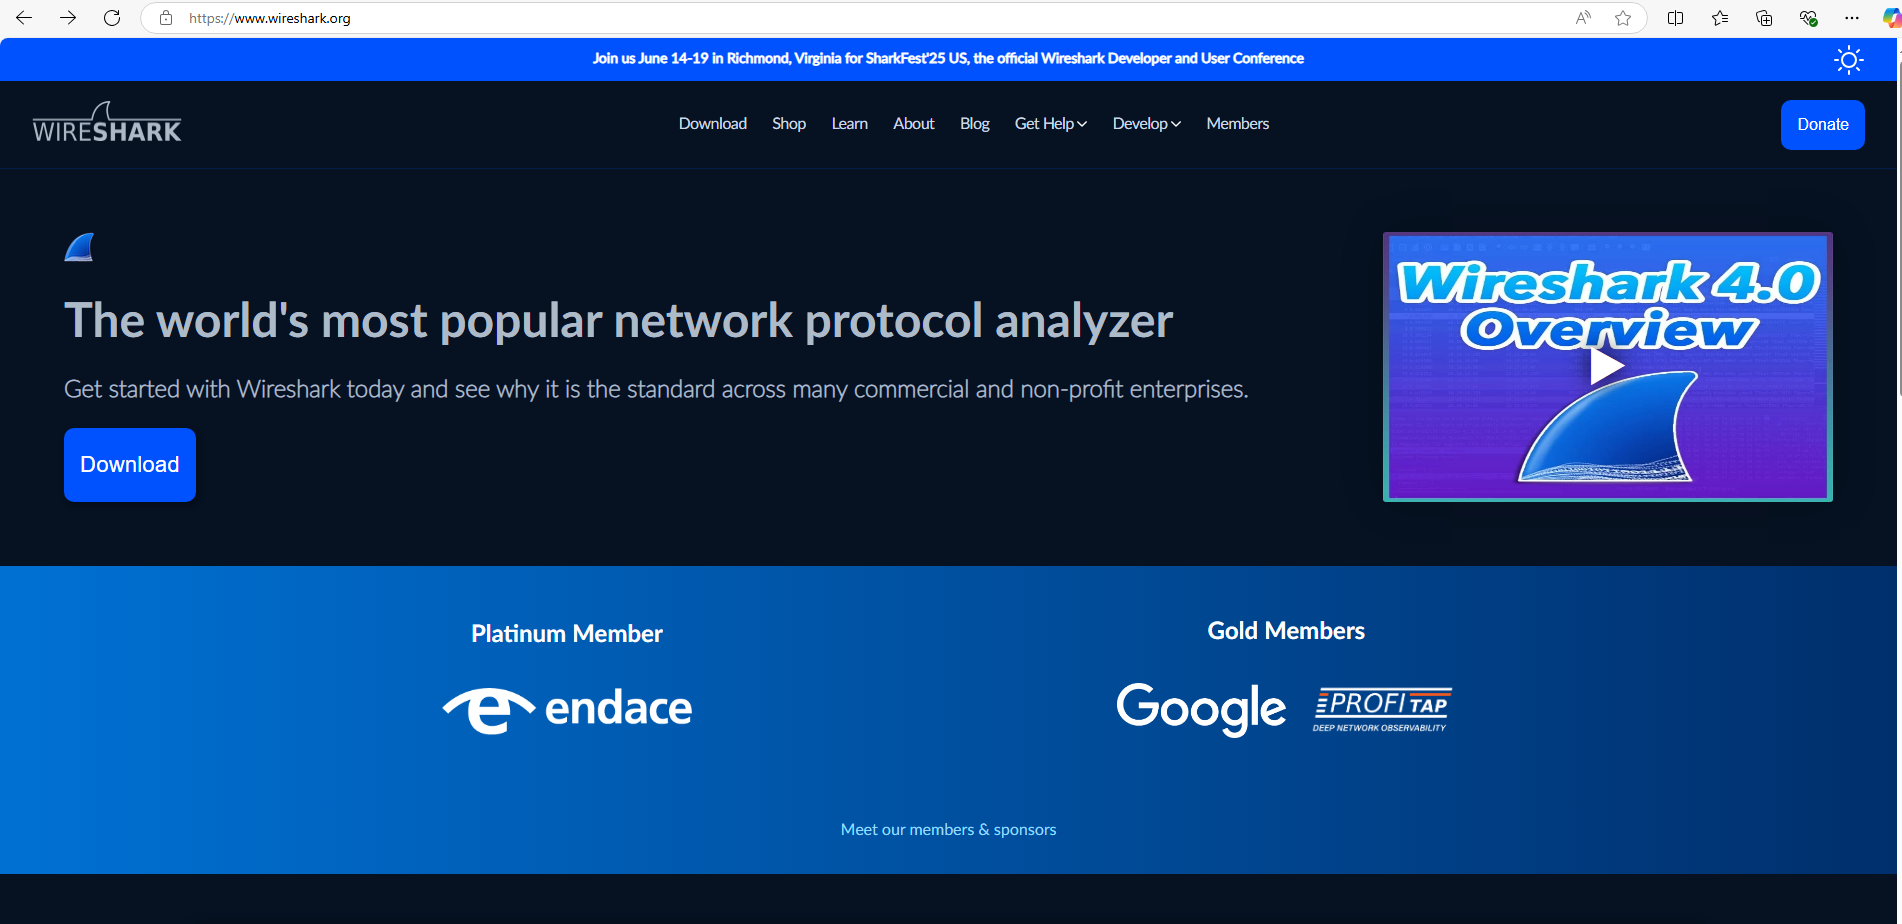 https://www.wireshark.org
Join us June 14-19 in Richmond, Virginia for SharkFest'25 US, the official Wireshark Developer and User Conference
WIRESHARK
Download
Shop
Learn
About
Blog
Get Help
Develop
Members
Donate
The world's most popular network protocol analyzer
Get started with Wireshark today and see why it is the standard across many commercial and non-profit enterprises.
Download
Wireshark 4.0
Overview
Platinum Member
endace
Gold Members
Google
PROFITAP
DEEP NETWORK OBSERVABILITY
Meet our members & sponsors